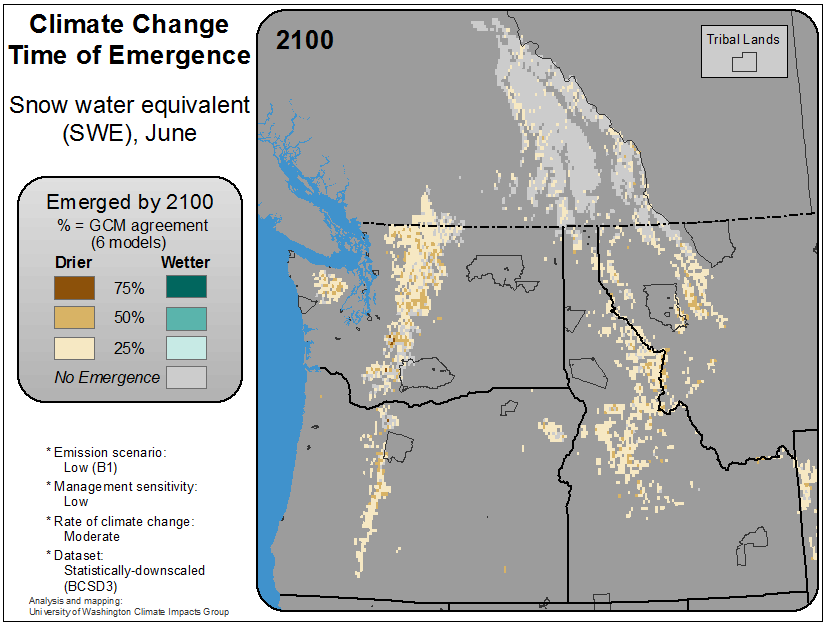 Climate Change
Time of Emergence
Snow water equivalent
(SWE), June
Emerged by 2100
% = GCM agreement
(6 models)
Drier Wetter
75%
50%
25%
No Emergence
* Emission scenario:
Low (B1)
* Management sensitivity:
Low
* Rate of climate change:
Moderate
* Dataset:
Statistically-downscaled
(BCSD3)
Analysis and mapping:
University of Washington Climate Impacts Group
2100
Tribal Lands